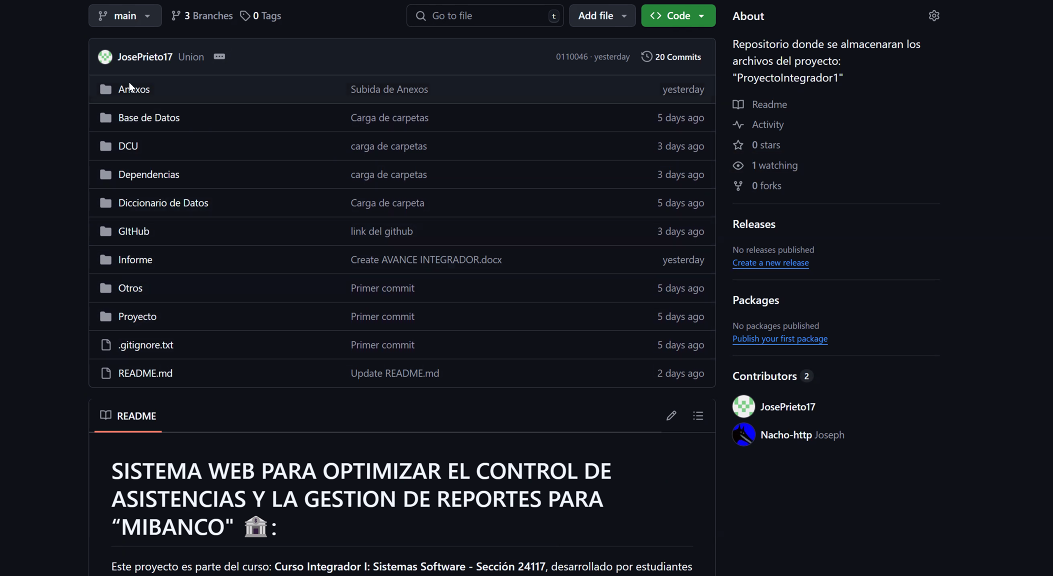 main
3 Branches
0 Tags
Go to file
t
Add file
Code
JosePrieto17 Union
0110046 · yesterday
20 Commits
Anexos Subida de Anexos yesterday
Base de Datos Carga de carpetas 5 days ago
DCU carga de carpetas 3 days ago
Dependencias carga de carpetas 3 days ago
Diccionario de Datos Carga de carpeta 5 days ago
GItHub link del github 3 days ago
Informe Create AVANCE INTEGRADOR.docx yesterday
Otros Primer commit 5 days ago
Proyecto Primer commit 5 days ago
.gitignore.txt Primer commit 5 days ago
README.md Update README.md 2 days ago
README
SISTEMA WEB PARA OPTIMIZAR EL CONTROL DE
ASISTENCIAS Y LA GESTION DE REPORTES PARA
“MIBANCO" 🏦:
Este proyecto es parte del curso: Curso Integrador I: Sistemas Software - Sección 24117, desarrollado por estudiantes
About
Repositorio donde se almacenaran los
archivos del proyecto:
"ProyectoIntegrador1"
Readme
Activity
0 stars
1 watching
0 forks
Releases
No releases published
Create a new release
Packages
No packages published
Publish your first package
Contributors 2
JosePrieto17
Nacho-http Joseph